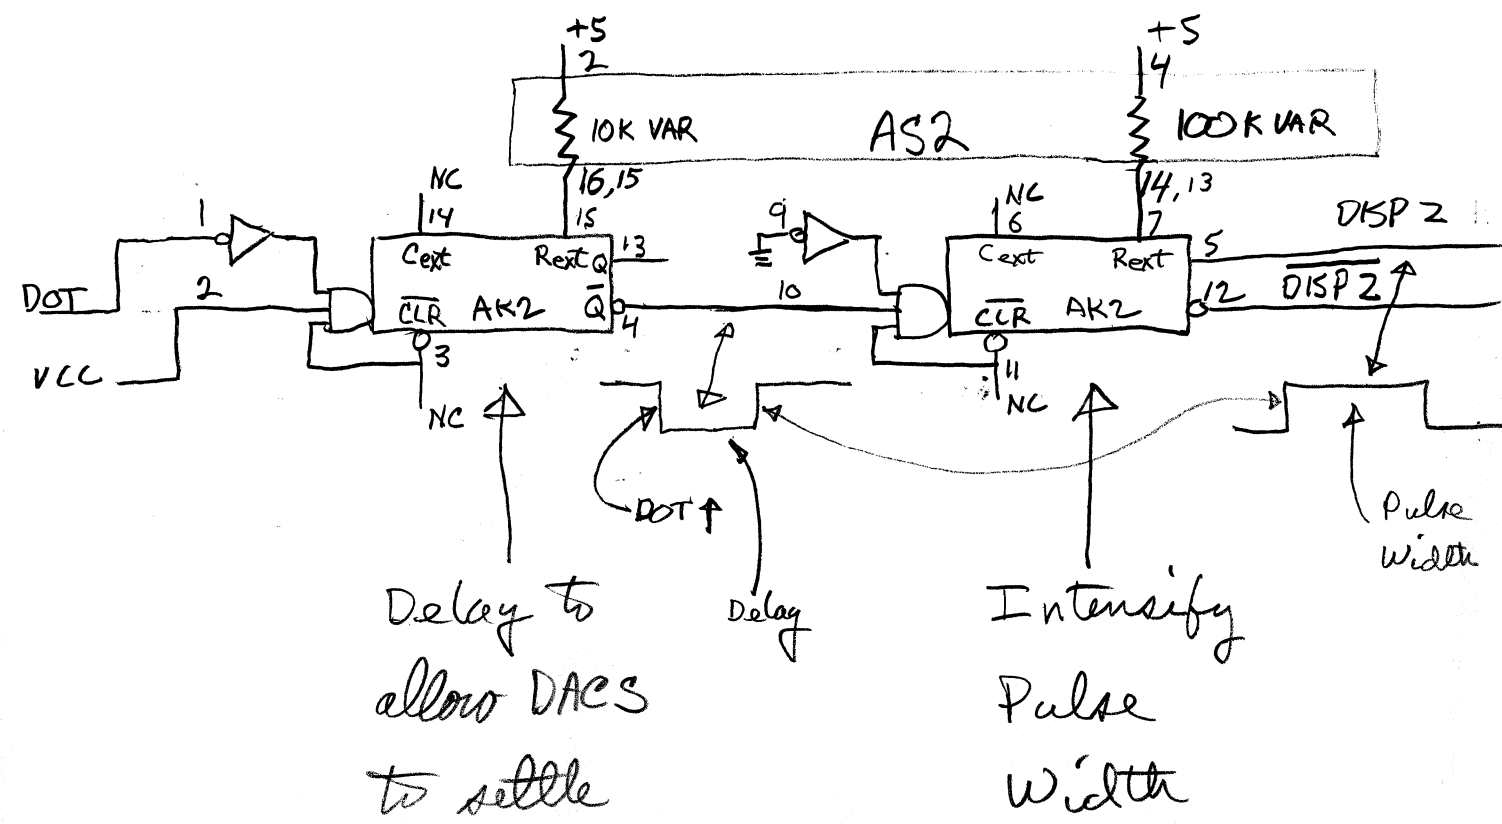 +5
2
10K VAR
16,15
+5
4
AS2
100K VAR
14,13
NC
14
15
1
DOT
2
VCC
Cext
Rext
Q
13
CLR
AK2
Q
4
3
NC
9
10
NC
6
7
Cext
Rext
CLR
AK2
5
DISP 2
12
DISP 2
11
NC
DOT ↑
Delay
Pulse
Width
Delay to
allow DACS
to settle
Intensify
Pulse
Width